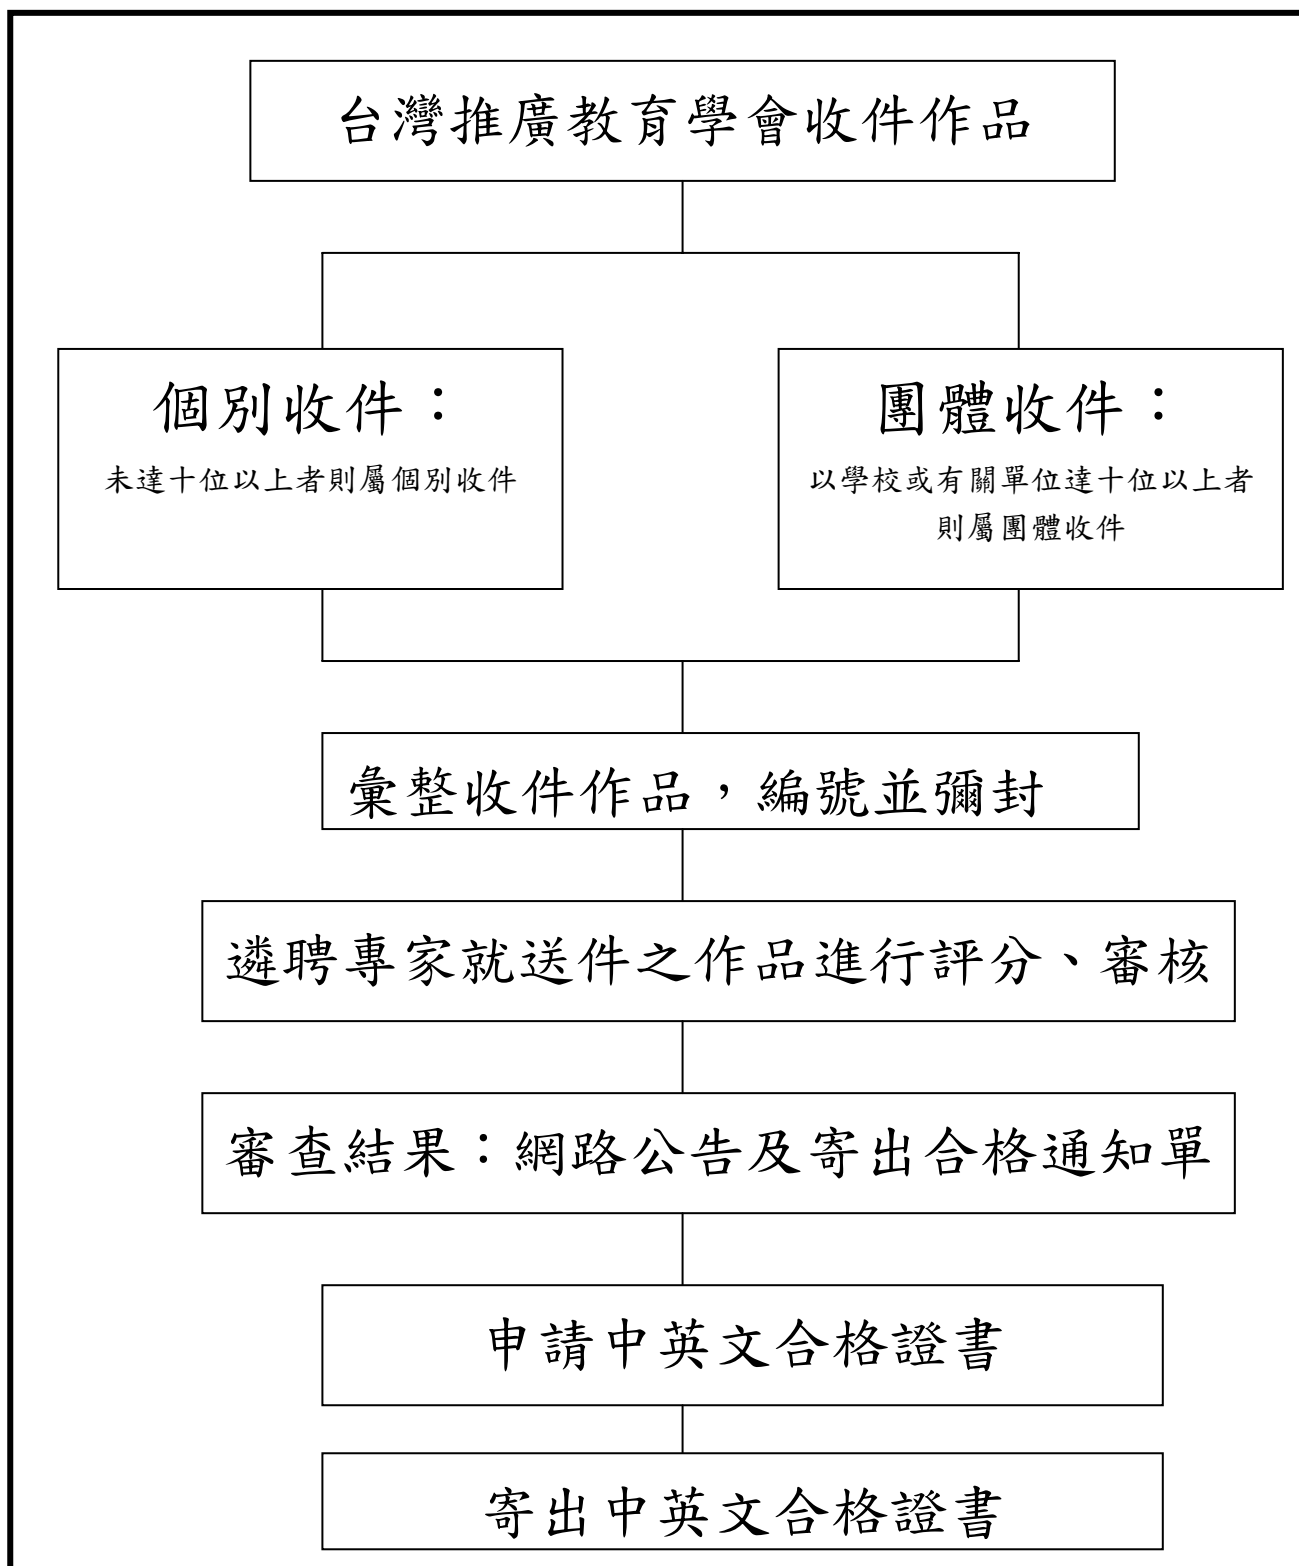 台灣推廣教育學會收件作品
個別收件：
未達十位以上者則屬個別收件
團體收件：
以學校或有關單位達十位以上者
則屬團體收件
彙整收件作品，編號並彌封
遴聘專家就送件之作品進行評分、審核
審查結果：網路公告及寄出合格通知單
申請中英文合格證書
寄出中英文合格證書